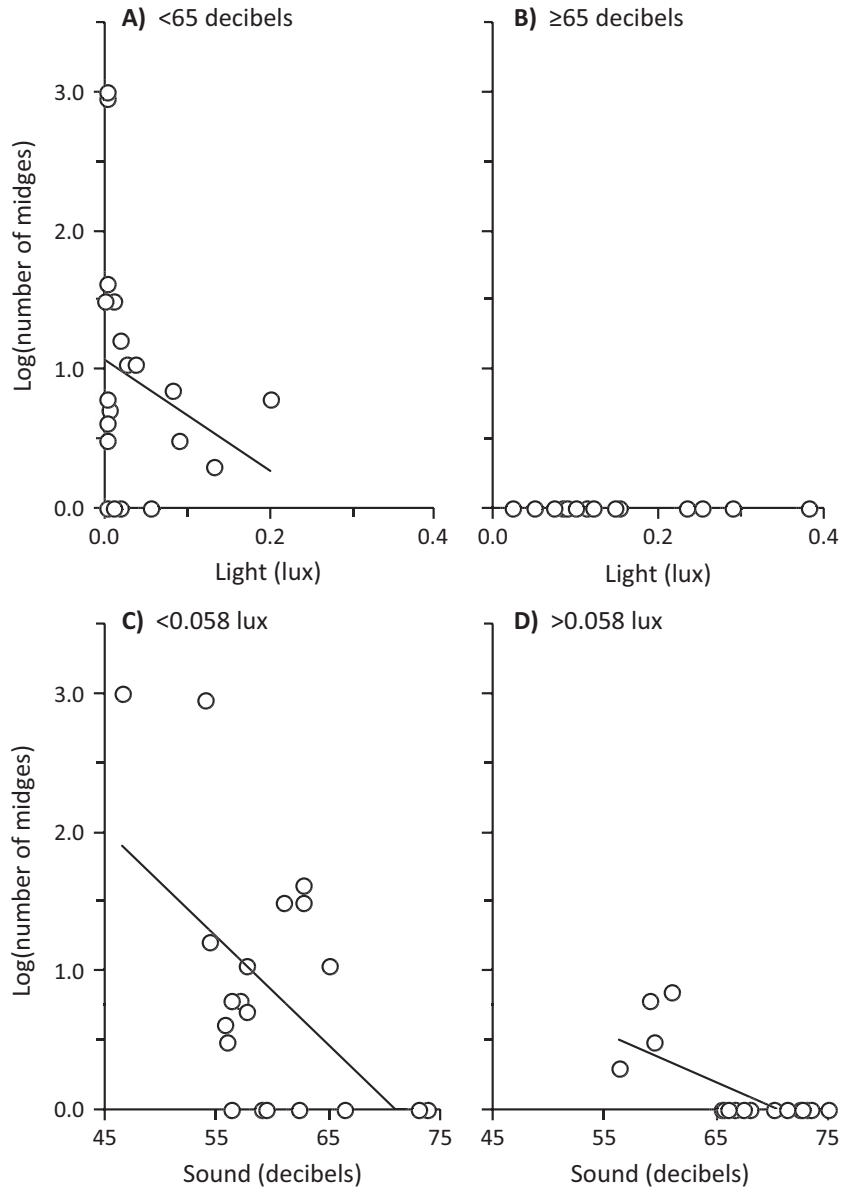 A) <65 decibels
B) ≥65 decibels
Log(number of midges)
3.0
2.0
1.0
0.0
0.0 0.2 0.4
0.0 0.2 0.4
Light (lux)
Light (lux)
C) <0.058 lux
D) >0.058 lux
Log(number of midges)
3.0
2.0
1.0
0.0
45 55 65 75
45 55 65 75
Sound (decibels)
Sound (decibels)